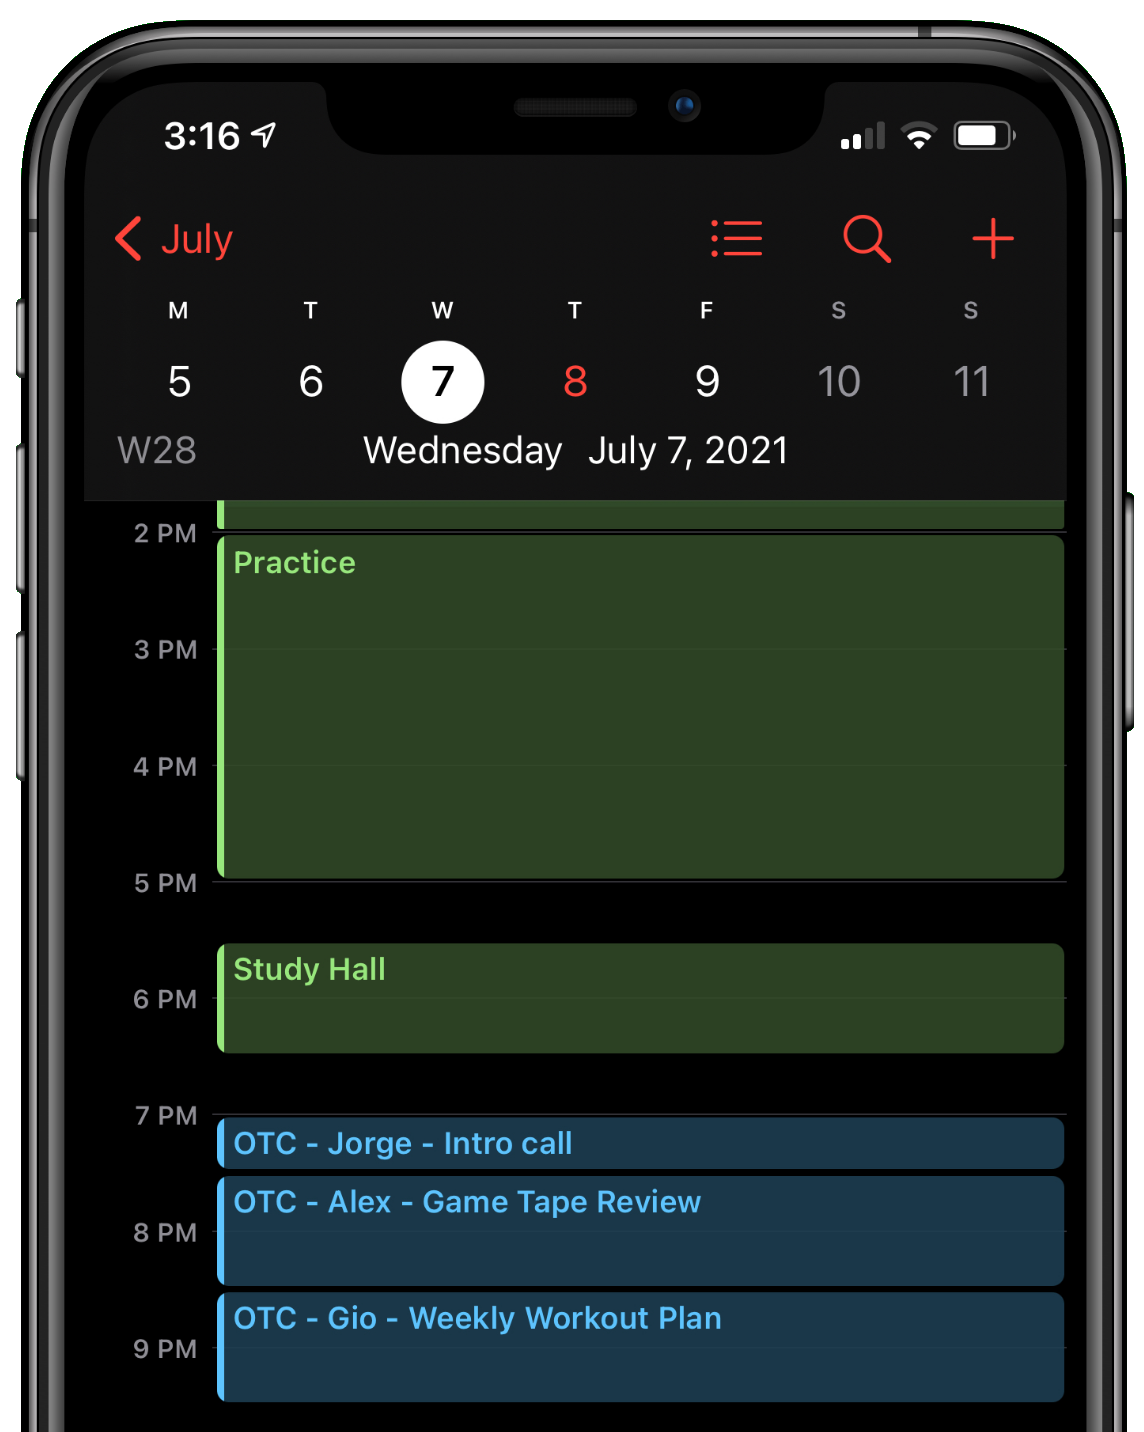 3:16
July
M T W T F S S
5 6 7 8 9 10 11
W28 Wednesday July 7, 2021
2 PM
Practice
3 PM
4 PM
5 PM
Study Hall
6 PM
7 PM
OTC - Jorge - Intro call
OTC - Alex - Game Tape Review
8 PM
OTC - Gio - Weekly Workout Plan
9 PM